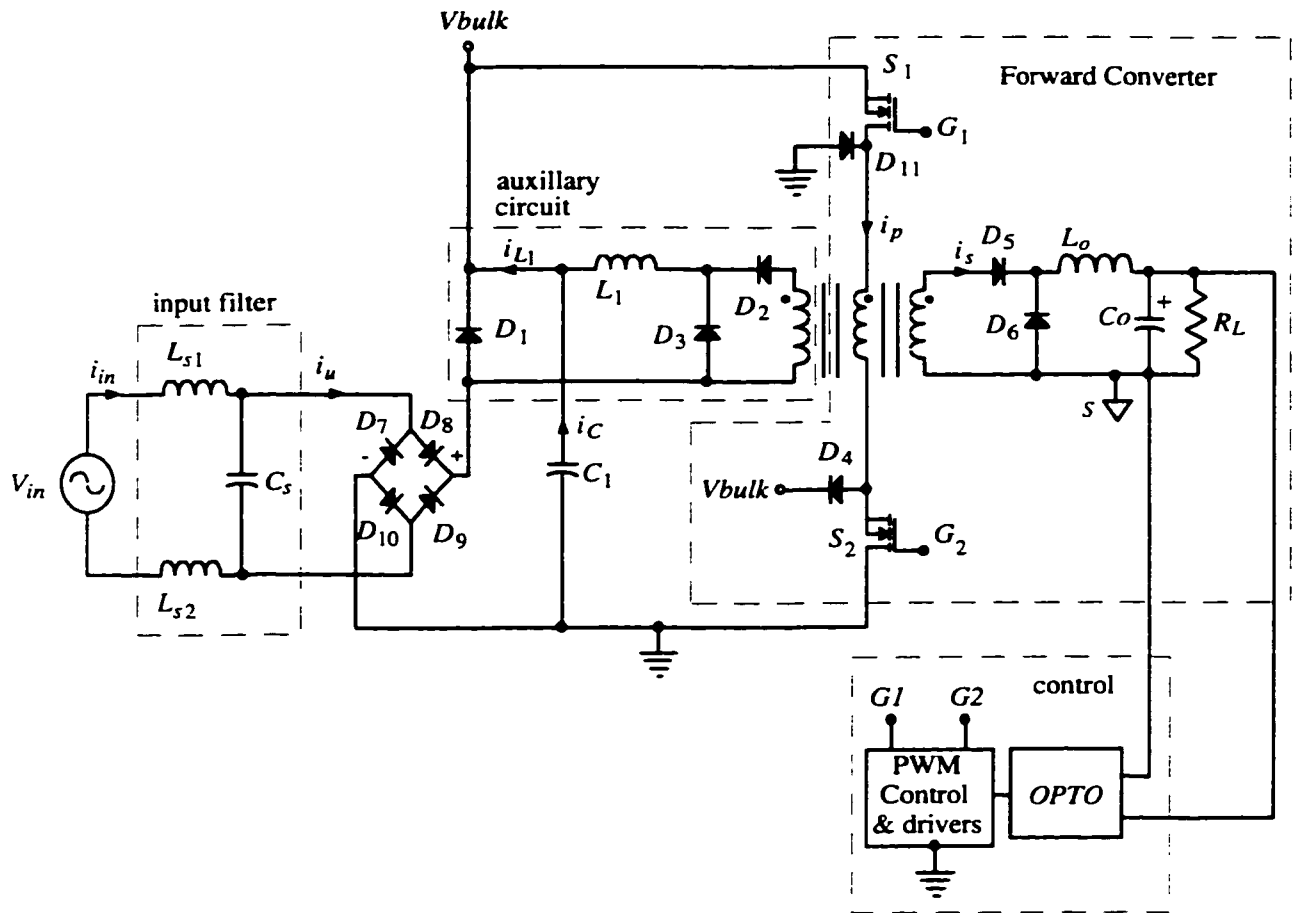 Vbulk
S1
Forward Converter
G1
D11
auxillary
circuit
iL1
L1
D2
ip
is
D5
Lo
input filter
D1
D3
D6
Co
+
RL
Ls1
iin
iu
S
D7
D8
iC
D4
-
+
Vin
Cs
C1
Vbulk
D10
D9
S2
G2
Ls2
control
G1
G2
PWM
Control
& drivers
OPTO